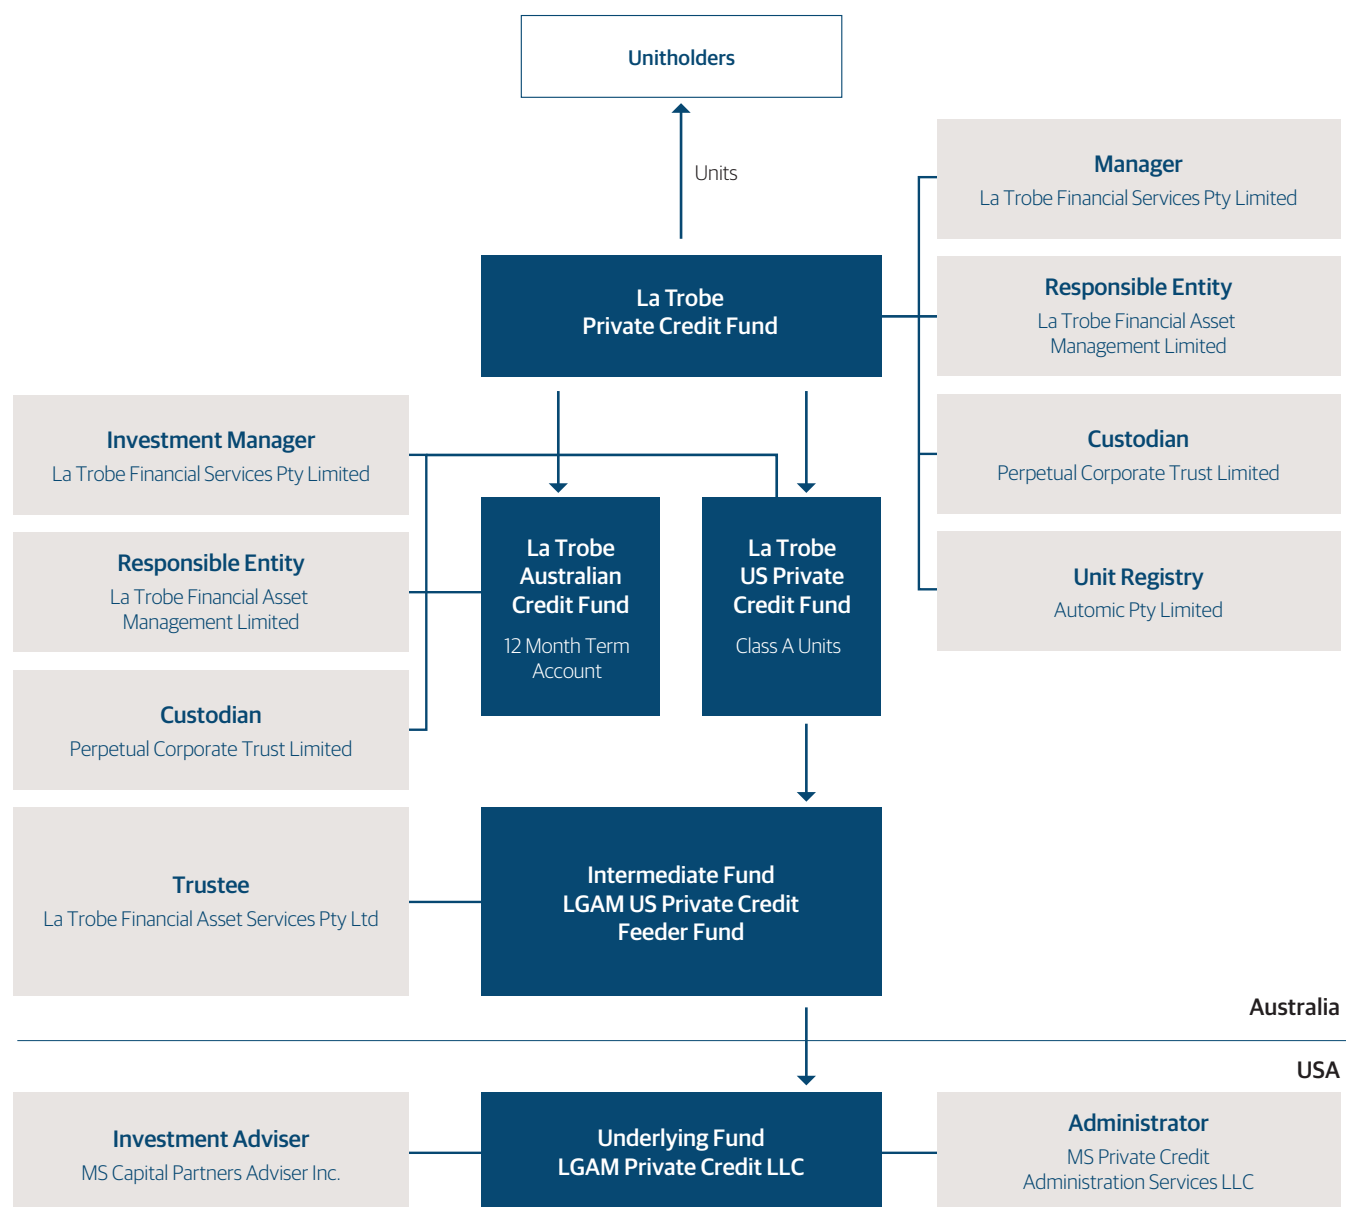 Unitholders
Units
Manager
La Trobe Financial Services Pty Limited
La Trobe
Private Credit Fund
Responsible Entity
La Trobe Financial Asset
Management Limited
Custodian
Perpetual Corporate Trust Limited
Unit Registry
Automic Pty Limited
Investment Manager
La Trobe Financial Services Pty Limited
Responsible Entity
La Trobe Financial Asset
Management Limited
Custodian
Perpetual Corporate Trust Limited
La Trobe
Australian
Credit Fund
12 Month Term
Account
La Trobe
US Private
Credit Fund
Class A Units
Trustee
La Trobe Financial Asset Services Pty Ltd
Intermediate Fund
LGAM US Private Credit
Feeder Fund
Australia
USA
Investment Adviser
MS Capital Partners Adviser Inc.
Underlying Fund
LGAM Private Credit LLC
Administrator
MS Private Credit
Administration Services LLC